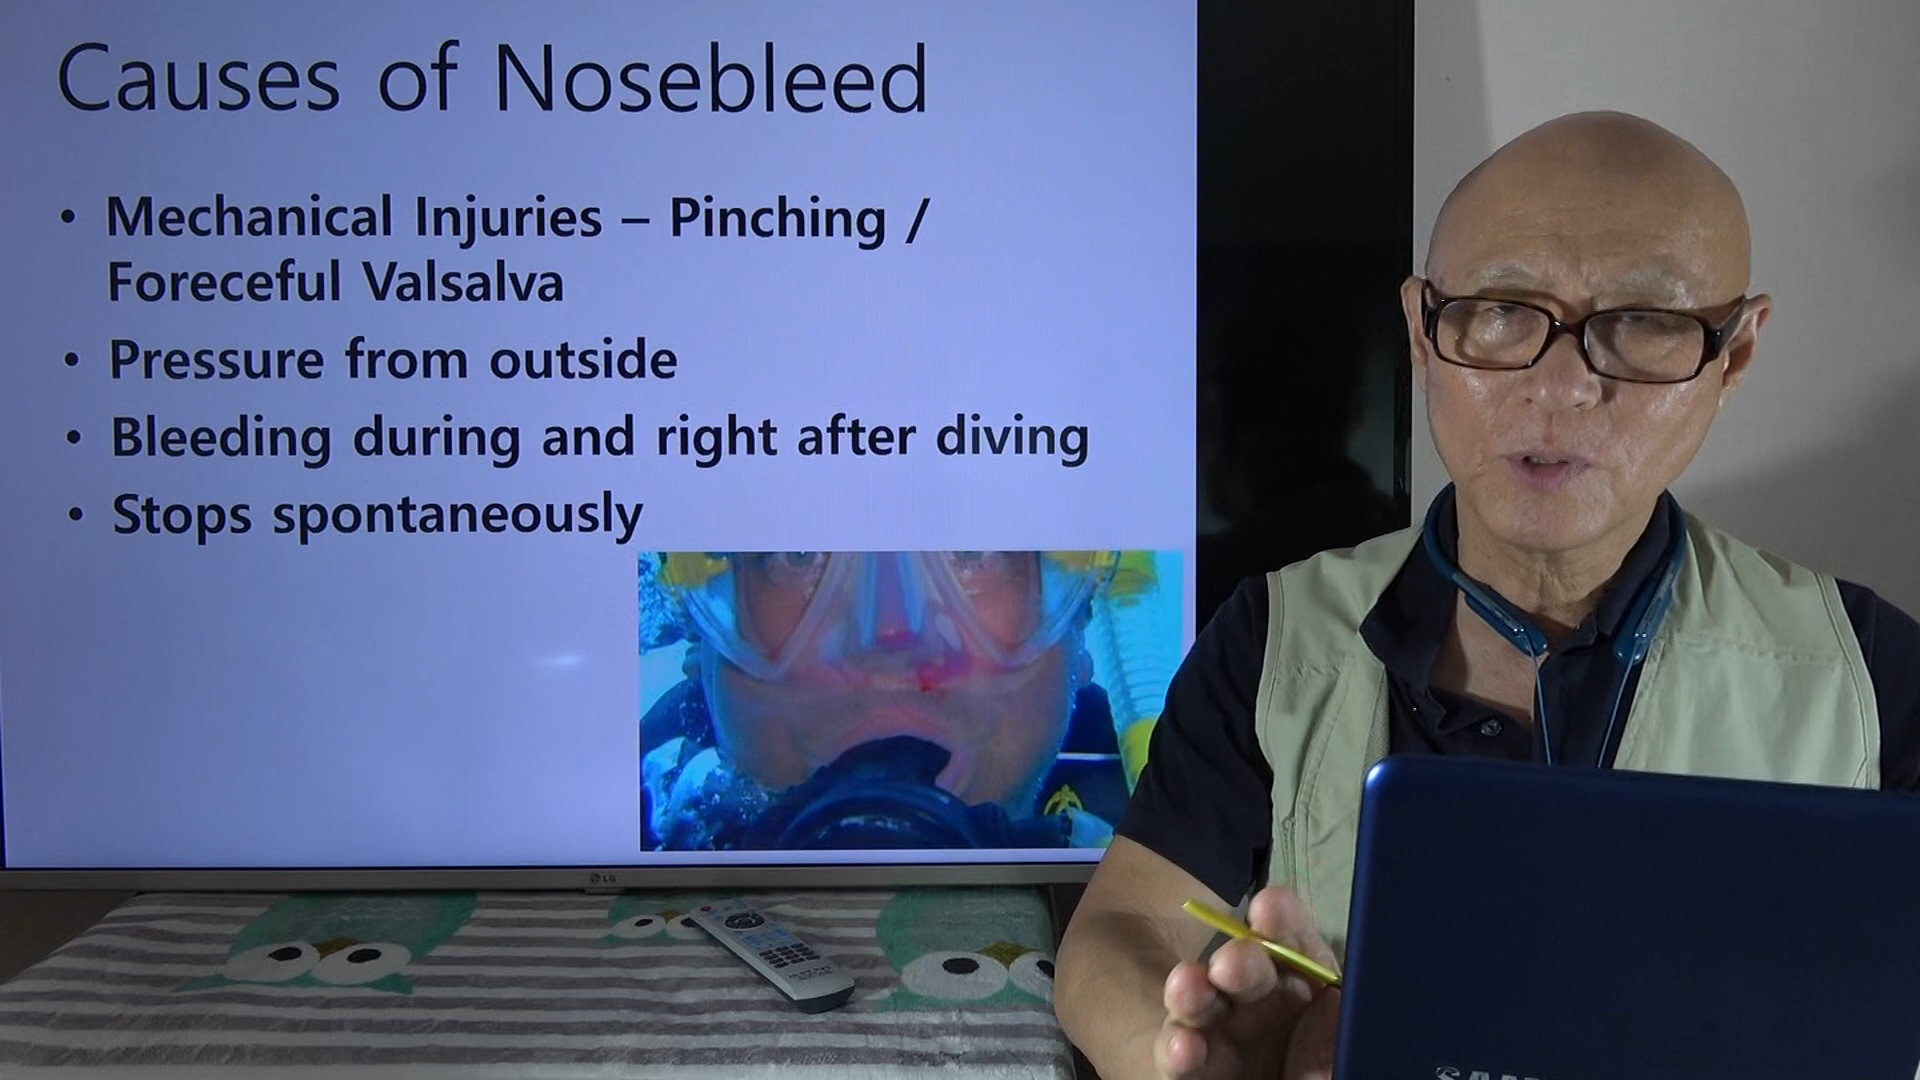 Causes of Nosebleed
• Mechanical Injuries – Pinching /
Foreceful Valsalva
• Pressure from outside
• Bleeding during and right after diving
• Stops spontaneously
LG